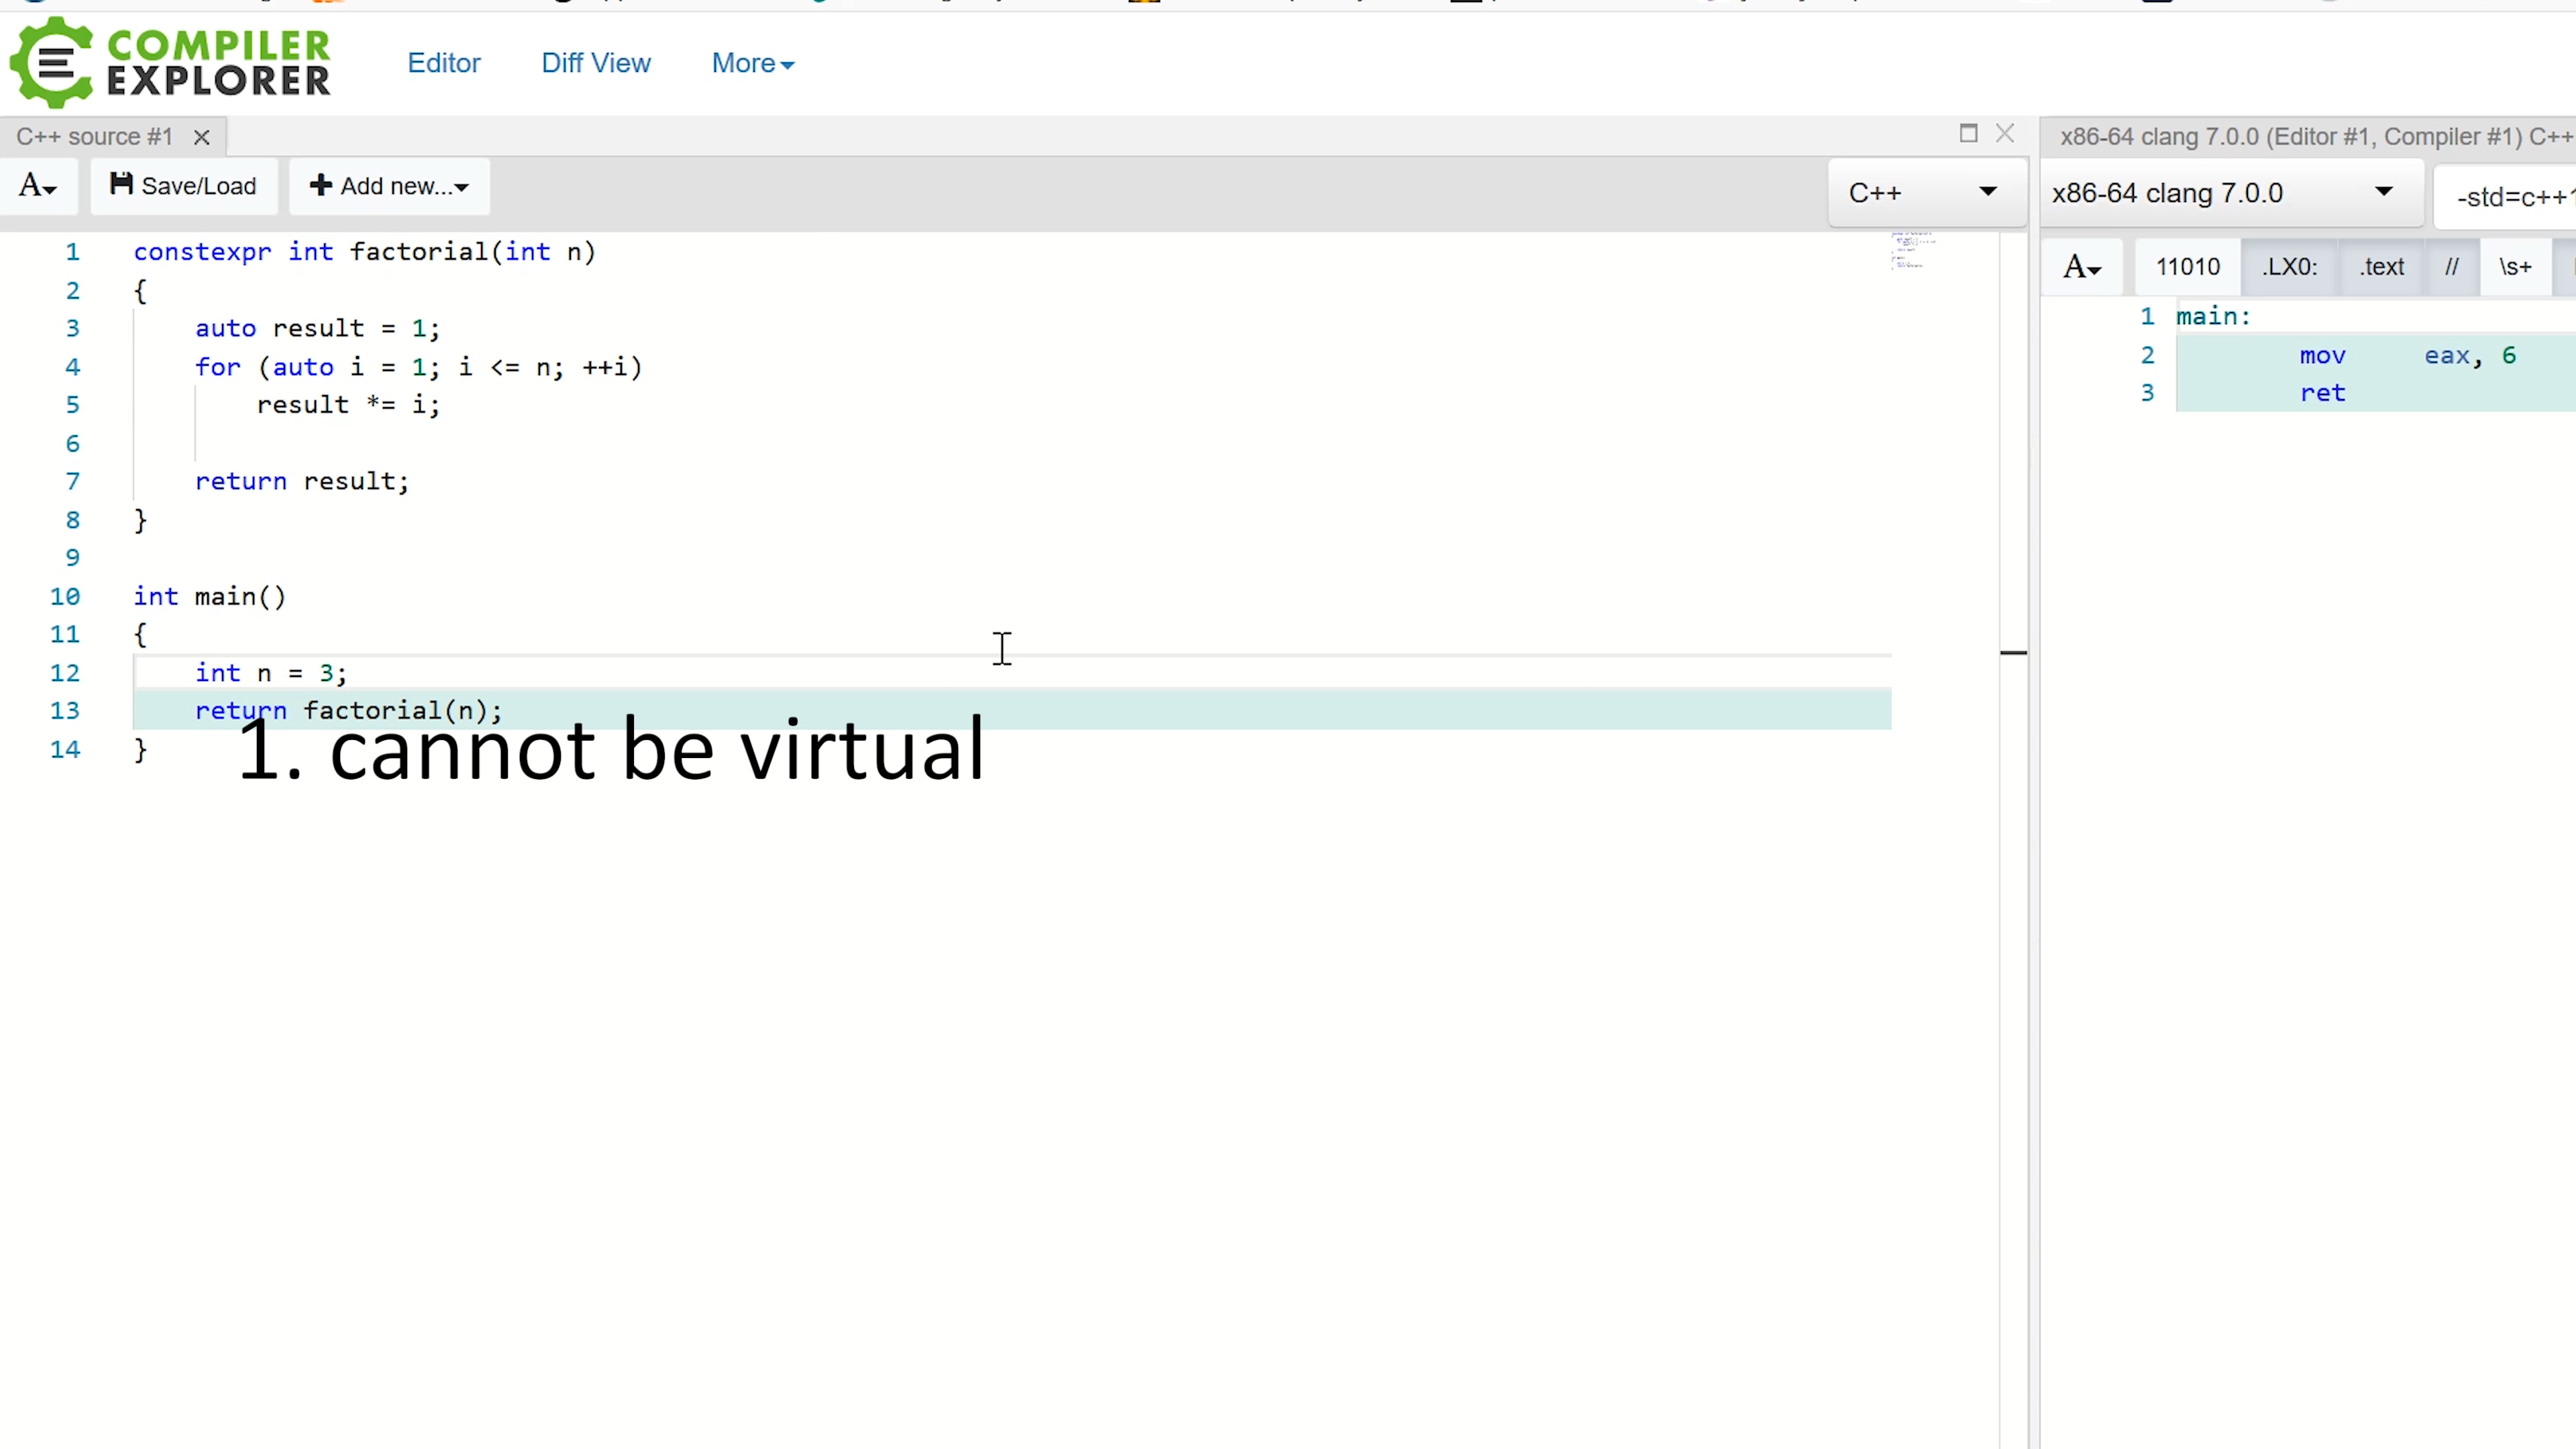 COMPILER
EXPLORER
Editor
Diff View
More
C++ source #1
A
Save/Load
Add new...
C++
1 constexpr int factorial(int n)
2 {
3 auto result = 1;
4 for (auto i = 1; i <= n; ++i)
5 result *= i;
6
7 return result;
8 }
9
10 int main()
11 {
12 int n = 3;
13 return factorial(n);
14 }
1. cannot be virtual
x86-64 clang 7.0.0 (Editor #1, Compiler #1) C++
x86-64 clang 7.0.0
-std=c++1
A
11010
.LX0:
.text
//
\s+
1 main:
2 mov eax, 6
3 ret